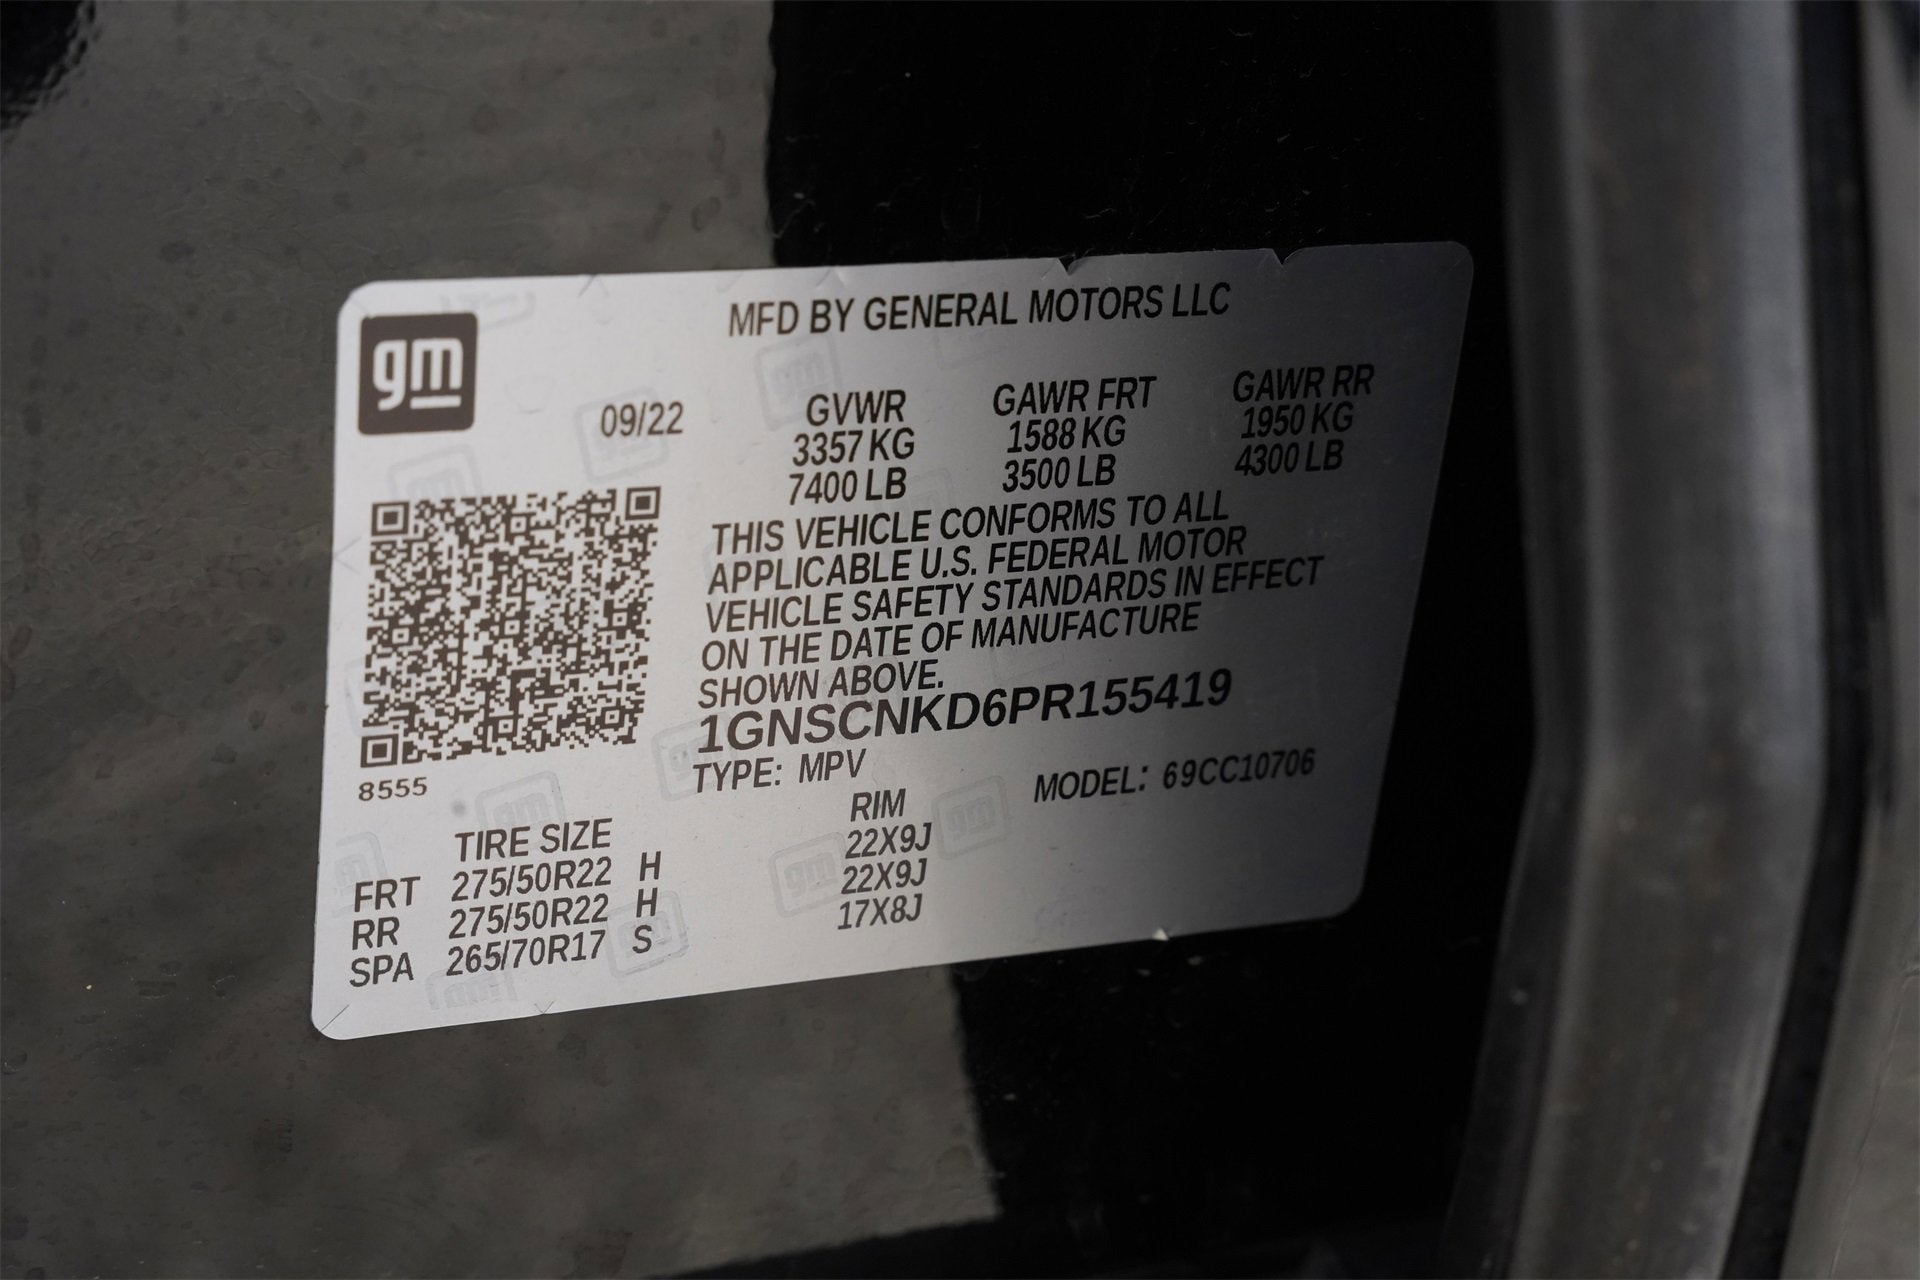 gm
MFD BY GENERAL MOTORS LLC
09/22 GVWR GAWR FRT GAWR RR
3357 KG 1588 KG 1950 KG
7400 LB 3500 LB 4300 LB
THIS VEHICLE CONFORMS TO ALL
APPLICABLE U.S. FEDERAL MOTOR
VEHICLE SAFETY STANDARDS IN EFFECT
ON THE DATE OF MANUFACTURE
SHOWN ABOVE.
1GNSCNKD6PR155419
TYPE: MPV MODEL: 69CC10706
8555
TIRE SIZE RIM
FRT 275/50R22 H 22X9J
RR 275/50R22 H 22X9J
SPA 265/70R17 S 17X8J